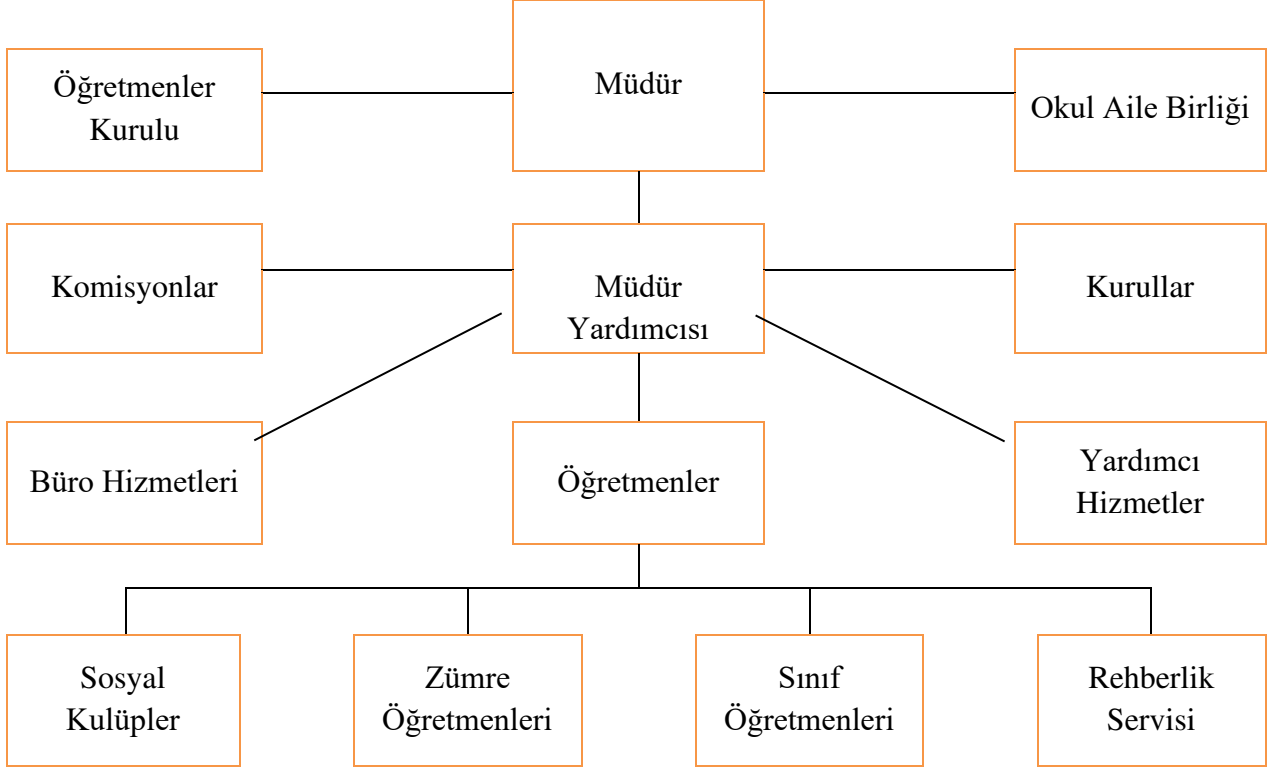 Öğretmenler
Kurulu
Müdür
Okul Aile Birliği
Komisyonlar
Müdür
Yardımcısı
Kurullar
Büro Hizmetleri
Öğretmenler
Yardımcı
Hizmetler
Sosyal
Kulüpler
Zümre
Öğretmenleri
Sınıf
Öğretmenleri
Rehberlik
Servisi